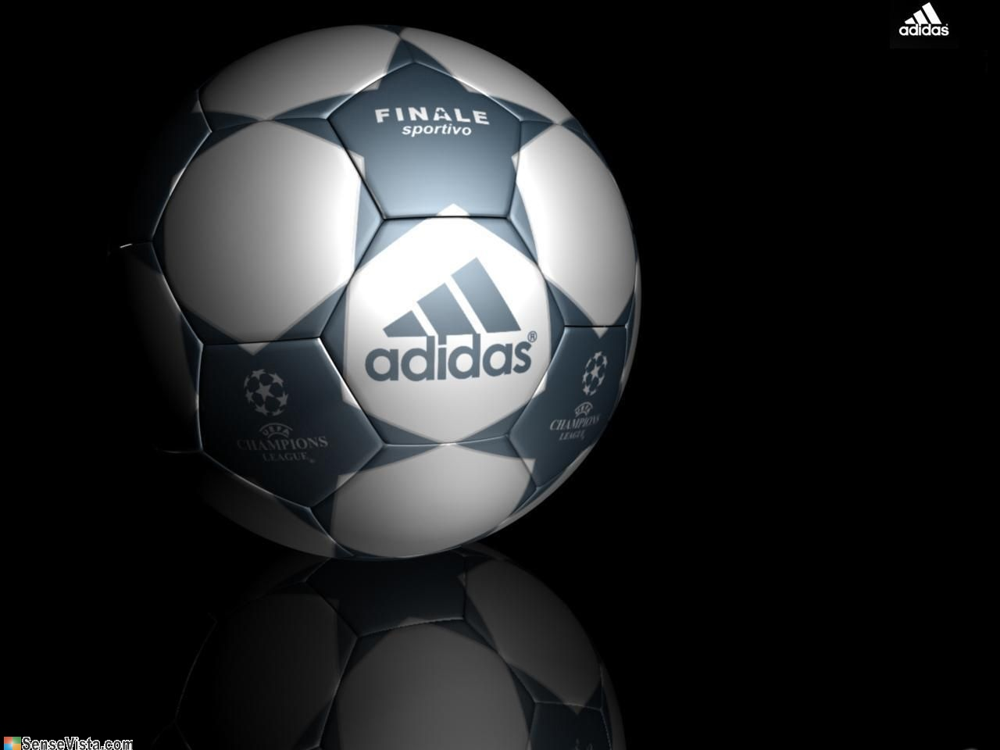 adidas
FINALE
sportivo
adidas®
UEFA
CHAMPIONS
LEAGUE®
UEFA
CHAMPIONS
LEAGUE®
SenseVista.com